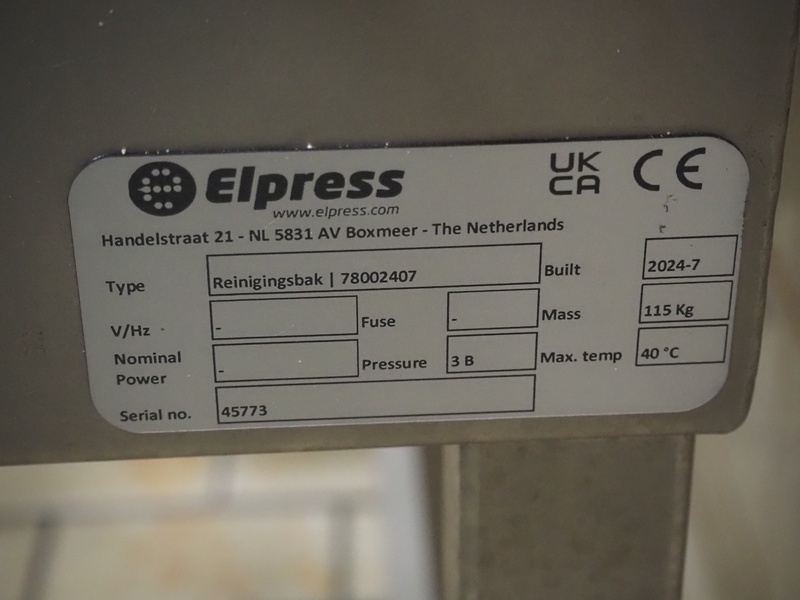 Elpress
UK
CA
CE
www.elpress.com
Handelstraat 21 - NL 5831 AV Boxmeer - The Netherlands
Type Reinigingsbak | 78002407 Built 2024-7
V/Hz - Fuse - Mass 115 Kg
Nominal Power - Pressure 3 B Max. temp 40 °C
Serial no. 45773